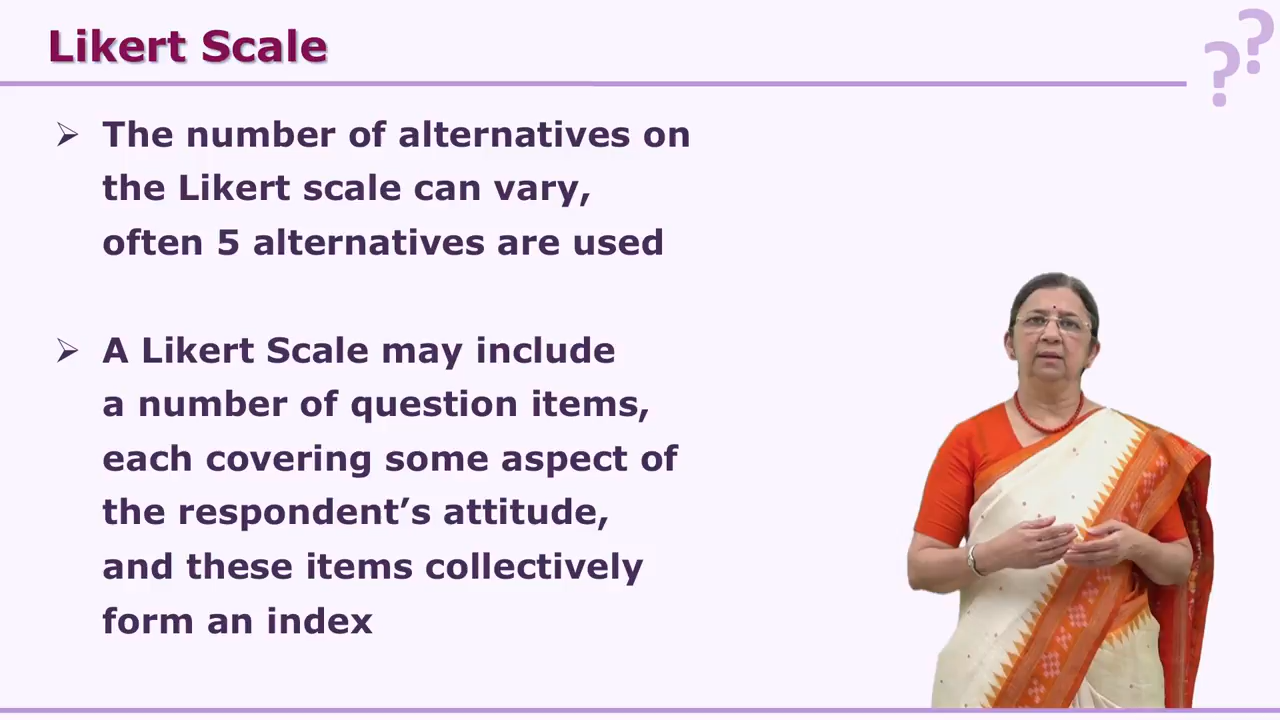 Likert Scale
??
➢ The number of alternatives on
the Likert scale can vary,
often 5 alternatives are used
➢ A Likert Scale may include
a number of question items,
each covering some aspect of
the respondent’s attitude,
and these items collectively
form an index